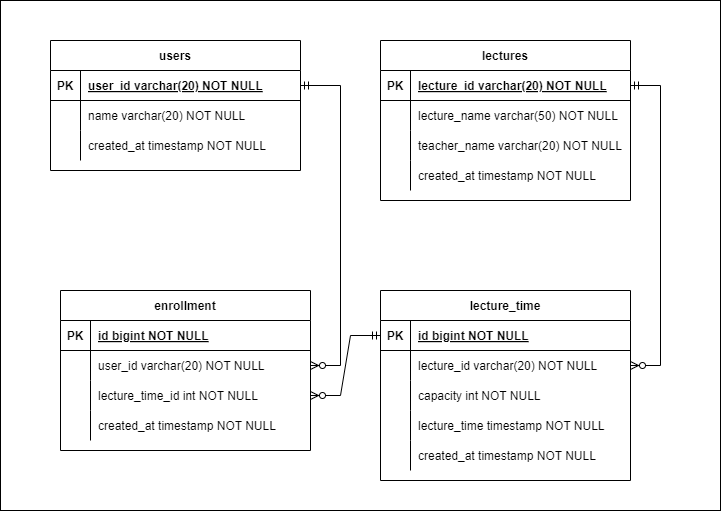 users
PK user_id varchar(20) NOT NULL
name varchar(20) NOT NULL
created_at timestamp NOT NULL
lectures
PK lecture_id varchar(20) NOT NULL
lecture_name varchar(50) NOT NULL
teacher_name varchar(20) NOT NULL
created_at timestamp NOT NULL
enrollment
PK id bigint NOT NULL
user_id varchar(20) NOT NULL
lecture_time_id int NOT NULL
created_at timestamp NOT NULL
lecture_time
PK id bigint NOT NULL
lecture_id varchar(20) NOT NULL
capacity int NOT NULL
lecture_time timestamp NOT NULL
created_at timestamp NOT NULL